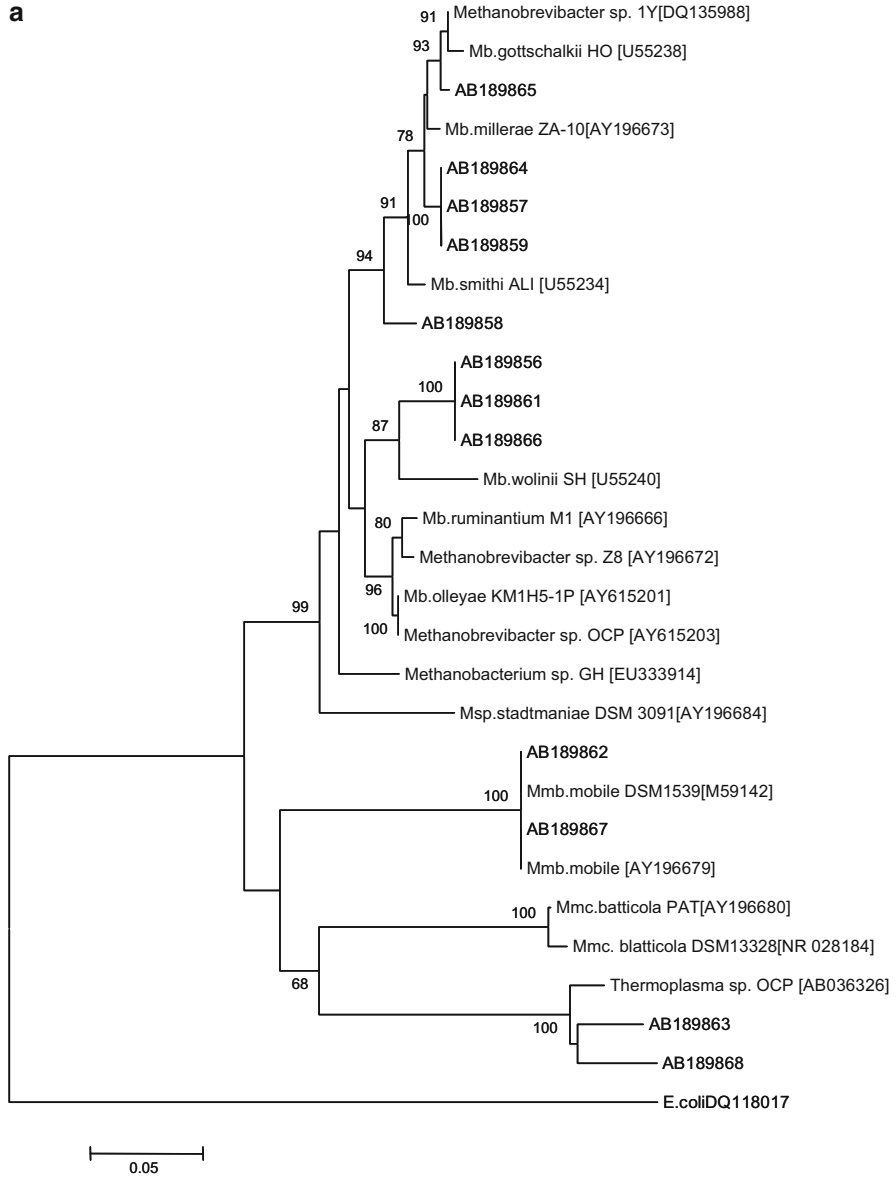 a
91
Methanobrevibacter sp. 1Y[DQ135988]
93
Mb.gottschalkii HO [U55238]
AB189865
Mb.millerae ZA-10[AY196673]
78
AB189864
91
AB189857
100
AB189859
94
Mb.smithi ALI [U55234]
AB189858
AB189856
100
AB189861
87
AB189866
Mb.wolinii SH [U55240]
80
Mb.ruminantium M1 [AY196666]
Methanobrevibacter sp. Z8 [AY196672]
96
Mb.olleyae KM1H5-1P [AY615201]
99
100
Methanobrevibacter sp. OCP [AY615203]
Methanobacterium sp. GH [EU333914]
Msp.stadtmaniae DSM 3091[AY196684]
AB189862
100
Mmb.mobile DSM1539[M59142]
AB189867
Mmb.mobile [AY196679]
100
Mmc.batticola PAT[AY196680]
Mmc. blatticola DSM13328[NR 028184]
68
Thermoplasma sp. OCP [AB036326]
100
AB189863
AB189868
E.coliDQ118017
0.05